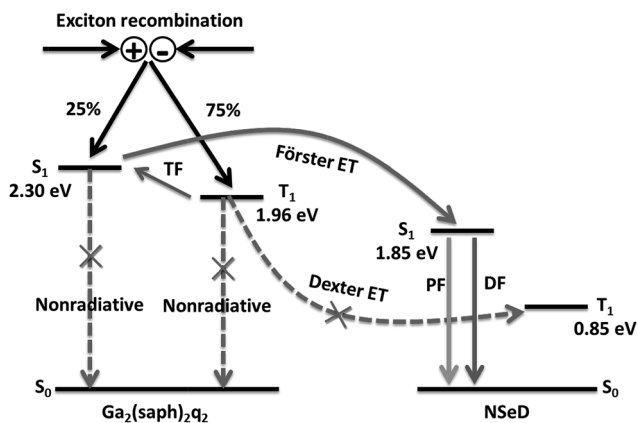 Exciton recombination
+ -
25%
75%
S₁
2.30 eV
TF
T₁
1.96 eV
Förster ET
S₁
1.85 eV
PF
DF
Dexter ET
T₁
0.85 eV
Nonradiative
Nonradiative
S₀
S₀
Ga₂(saph)₂q₂
NSeD